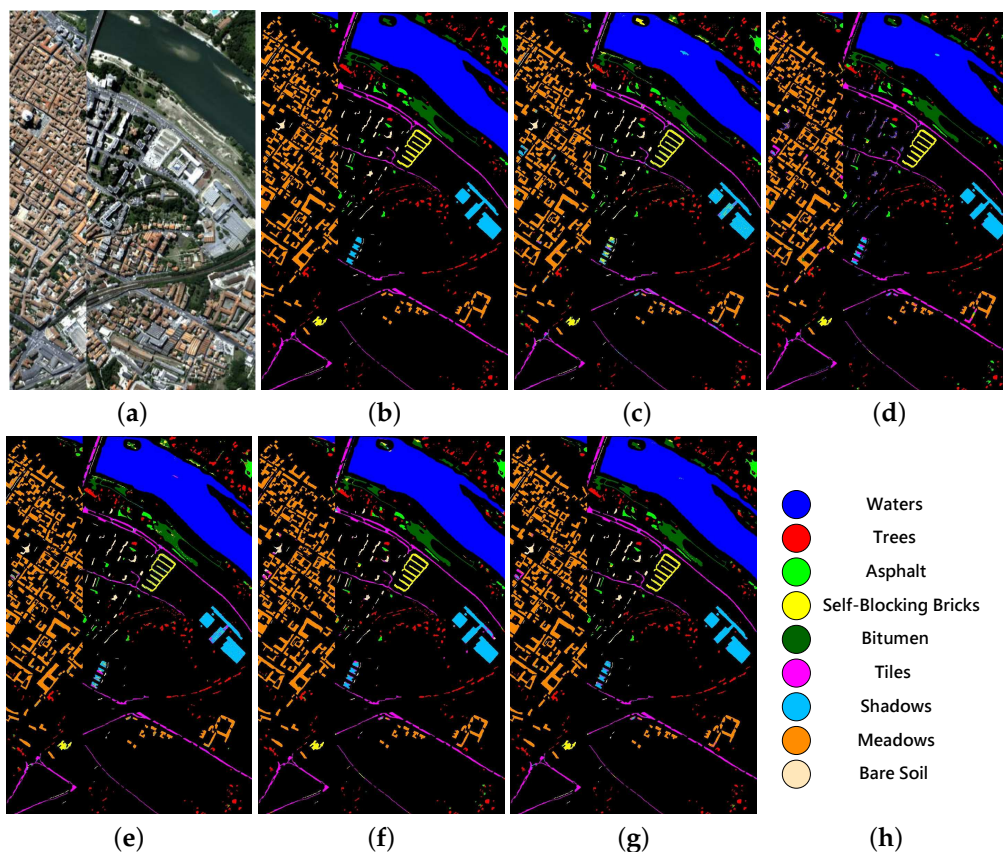 (a)
(b)
(c)
(d)
Waters
Trees
Asphalt
Self-Blocking Bricks
Bitumen
Tiles
Shadows
Meadows
Bare Soil
(e)
(f)
(g)
(h)